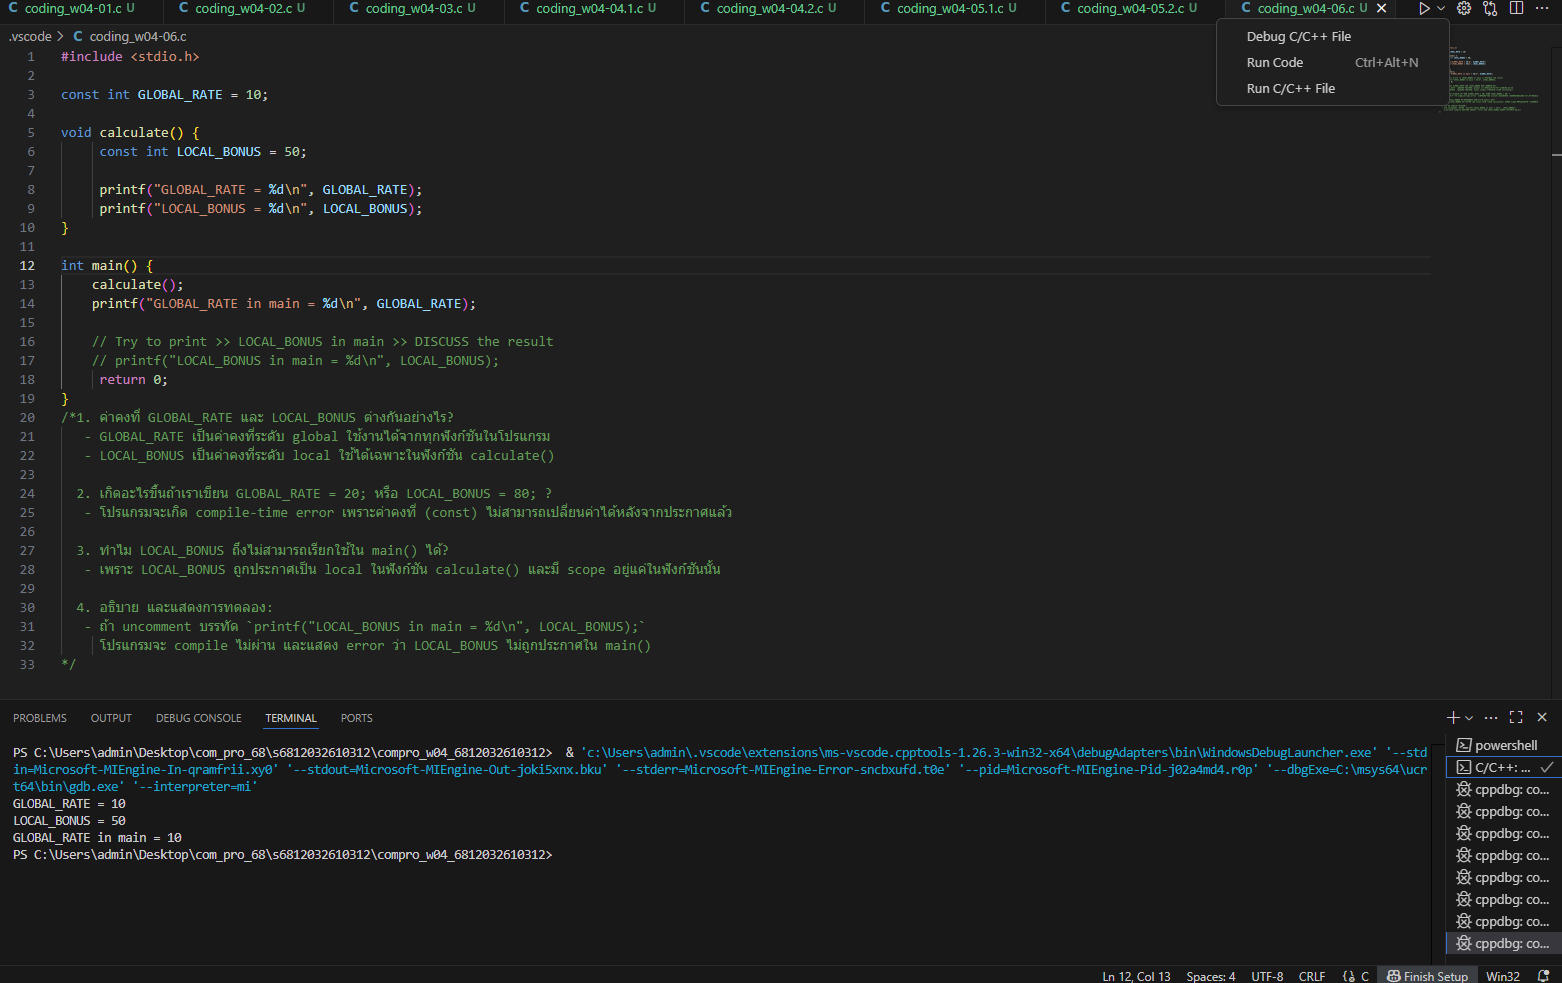 coding_w04-01.c U
coding_w04-02.c U
coding_w04-03.c U
coding_w04-04.1.c U
coding_w04-04.2.c U
coding_w04-05.1.c U
coding_w04-05.2.c U
coding_w04-06.c U
.vscode > C coding_w04-06.c
Debug C/C++ File
Run Code Ctrl+Alt+N
Run C/C++ File
1 #include <stdio.h>
2
3 const int GLOBAL_RATE = 10;
4
5 void calculate() {
6 const int LOCAL_BONUS = 50;
7
8 printf("GLOBAL_RATE = %d\n", GLOBAL_RATE);
9 printf("LOCAL_BONUS = %d\n", LOCAL_BONUS);
10 }
11
12 int main() {
13 calculate();
14 printf("GLOBAL_RATE in main = %d\n", GLOBAL_RATE);
15
16 // Try to print >> LOCAL_BONUS in main >> DISCUSS the result
17 // printf("LOCAL_BONUS in main = %d\n", LOCAL_BONUS);
18 return 0;
19 }
20 /*1. ค่าคงที่ GLOBAL_RATE และ LOCAL_BONUS ต่างกันอย่างไร?
21 - GLOBAL_RATE เป็นค่าคงที่ระดับ global ใช้งานได้จากทุกฟังก์ชันในโปรแกรม
22 - LOCAL_BONUS เป็นค่าคงที่ระดับ local ใช้ได้เฉพาะในฟังก์ชัน calculate()
23
24 2. เกิดอะไรขึ้นถ้าเราเขียน GLOBAL_RATE = 20; หรือ LOCAL_BONUS = 80; ?
25 - โปรแกรมจะเกิด compile-time error เพราะค่าคงที่ (const) ไม่สามารถเปลี่ยนค่าได้หลังจากประกาศแล้ว
26
27 3. ทำไม LOCAL_BONUS ถึงไม่สามารถเรียกใช้ใน main() ได้?
28 - เพราะ LOCAL_BONUS ถูกประกาศเป็น local ในฟังก์ชัน calculate() และมี scope อยู่แค่ในฟังก์ชันนั้น
29
30 4. อธิบาย และแสดงการทดลอง:
31 - ถ้า uncomment บรรทัด `printf("LOCAL_BONUS in main = %d\n", LOCAL_BONUS);`
32 โปรแกรมจะ compile ไม่ผ่าน และแสดง error ว่า LOCAL_BONUS ไม่ถูกประกาศใน main()
33 */
PROBLEMS OUTPUT DEBUG CONSOLE TERMINAL PORTS
PS C:\Users\admin\Desktop\com_pro_68\s6812032610312\compro_w04_6812032610312> & 'c:\Users\admin\.vscode\extensions\ms-vscode.cpptools-1.26.3-win32-x64\debugAdapters\bin\WindowsDebugLauncher.exe' '--std
in=Microsoft-MIEngine-In-qramfrii.xy0' '--stdout=Microsoft-MIEngine-Out-joki5xnx.bku' '--stderr=Microsoft-MIEngine-Error-sncbxufd.t0e' '--pid=Microsoft-MIEngine-Pid-j02a4md4.r0p' '--dbgExe=C:\msys64\ucr
t64\bin\gdb.exe' '--interpreter=mi'
GLOBAL_RATE = 10
LOCAL_BONUS = 50
GLOBAL_RATE in main = 10
PS C:\Users\admin\Desktop\com_pro_68\s6812032610312\compro_w04_6812032610312>
powershell
C/C++: ...
cppdbg: co...
cppdbg: co...
cppdbg: co...
cppdbg: co...
cppdbg: co...
cppdbg: co...
cppdbg: co...
cppdbg: co...
Ln 12, Col 13 Spaces: 4 UTF-8 CRLF C Finish Setup Win32